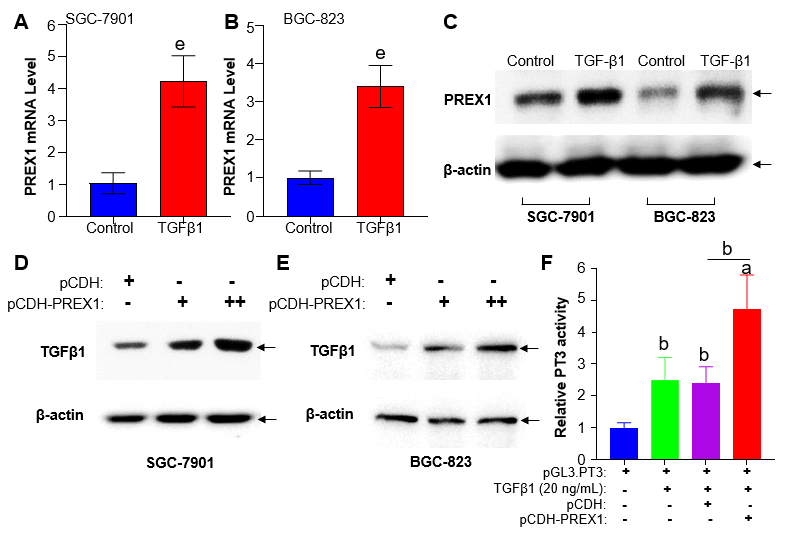 A
SGC-7901
PREX1 mRNA Level
6
5
4
3
2
1
0
e
Control TGFβ1
B
BGC-823
PREX1 mRNA Level
5
4
3
2
1
0
e
Control TGFβ1
C
Control TGF-β1 Control TGF-β1
PREX1
β-actin
SGC-7901 BGC-823
D
pCDH: + - -
pCDH-PREX1: - + ++
TGFβ1
β-actin
SGC-7901
E
pCDH: + - -
pCDH-PREX1: - + ++
TGFβ1
β-actin
BGC-823
F
Relative PT3 activity
6
5
4
3
2
1
0
b
b b a
pGL3.PT3: + + + +
TGFβ1 (20 ng/mL): - + + +
pCDH: - - + -
pCDH-PREX1: - - - +